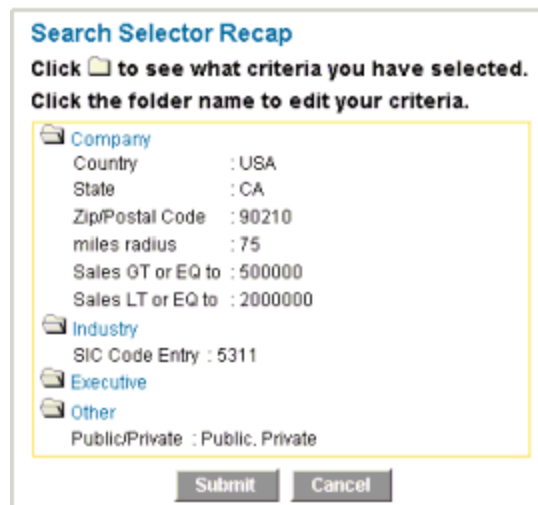 Search Selector Recap
Click to see what criteria you have selected.
Click the folder name to edit your criteria.
Company
Country : USA
State : CA
Zip/Postal Code : 90210
miles radius : 75
Sales GT or EQ to : 500000
Sales LT or EQ to : 2000000
Industry
SIC Code Entry : 5311
Executive
Other
Public/Private : Public, Private
Submit Cancel